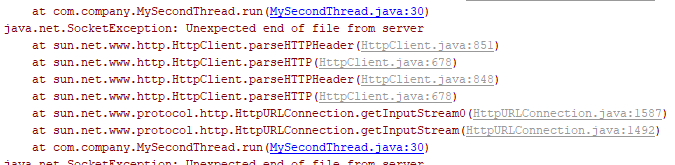 at com.company.MySecondThread.run(MySecondThread.java:30)
java.net.SocketException: Unexpected end of file from server
at sun.net.www.http.HttpClient.parseHTTPHeader(HttpClient.java:851)
at sun.net.www.http.HttpClient.parseHTTP(HttpClient.java:678)
at sun.net.www.http.HttpClient.parseHTTPHeader(HttpClient.java:848)
at sun.net.www.http.HttpClient.parseHTTP(HttpClient.java:678)
at sun.net.www.protocol.http.HttpURLConnection.getInputStream0(HttpURLConnection.java:1587)
at sun.net.www.protocol.http.HttpURLConnection.getInputStream(HttpURLConnection.java:1492)
at com.company.MySecondThread.run(MySecondThread.java:30)
java.net.SocketException: Unexpected end of file from server